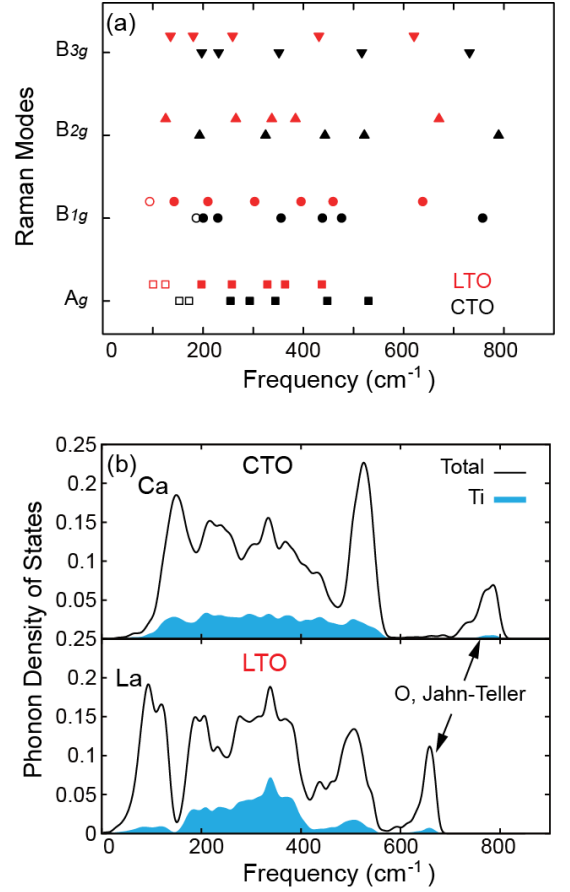 (a)
B3g
B2g
B1g
Ag
Raman Modes
LTO
CTO
0 200 400 600 800
Frequency (cm-1 )
(b)
CTO
Ca
Total
Ti
0.25
0.2
0.15
0.1
0.05
0.25
LTO
La
O, Jahn-Teller
0.2
0.15
0.1
0.05
0
Phonon Density of States
0 200 400 600 800
Frequency (cm-1 )